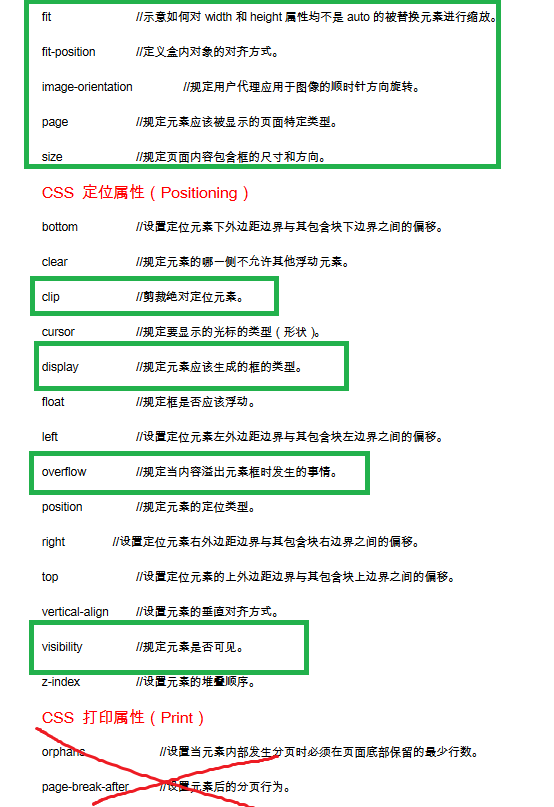 fit //示意如何对 width 和 height 属性均不是 auto 的被替换元素进行缩放。
fit-position //定义盒内对象的对齐方式。
image-orientation //规定用户代理应用于图像的顺时针方向旋转。
page //规定元素应该被显示的页面特定类型。
size //规定页面内容包含框的尺寸和方向。
CSS 定位属性（Positioning）
bottom //设置定位元素下外边距边界与其包含块下边界之间的偏移。
clear //规定元素的哪一侧不允许其他浮动元素。
clip //剪裁绝对定位元素。
cursor //规定要显示的光标的类型（形状）。
display //规定元素应该生成的框的类型。
float //规定框是否应该浮动。
left //设置定位元素左外边距边界与其包含块左边界之间的偏移。
overflow //规定当内容溢出元素框时发生的事情。
position //规定元素的定位类型。
right //设置定位元素右外边距边界与其包含块右边界之间的偏移。
top //设置定位元素的上外边距边界与其包含块上边界之间的偏移。
vertical-align //设置元素的垂直对齐方式。
visibility //规定元素是否可见。
z-index //设置元素的堆叠顺序。
CSS 打印属性（Print）
orphans //设置当元素内部发生分页时必须在页面底部保留的最少行数。
page-break-after //设置元素后的分页行为。